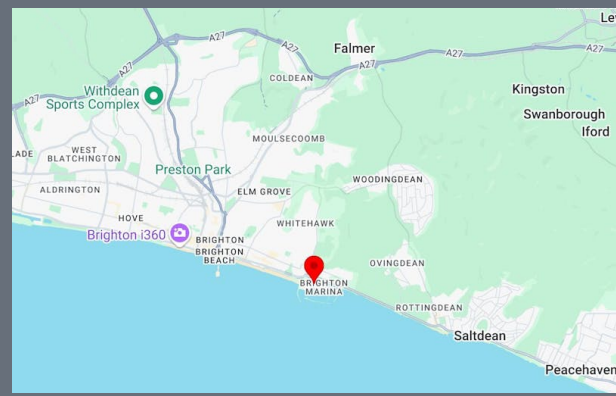 Le
Falmer
A27
A27
COLDEAN
A27
A27
Withdean
Sports Complex
Kingston
Swanborough
Iford
MOULSECOOMB
LADE
WEST
BLATCHINGTON
Preston Park
WOODINGDEAN
ALDRINGTON
ELM GROVE
HOVE
WHITEHAWK
Brighton i360
BRIGHTON
BRIGHTON
BEACH
OVINGDEAN
BRIGHTON
MARINA
ROTTINGDEAN
Saltdean
Peacehaven